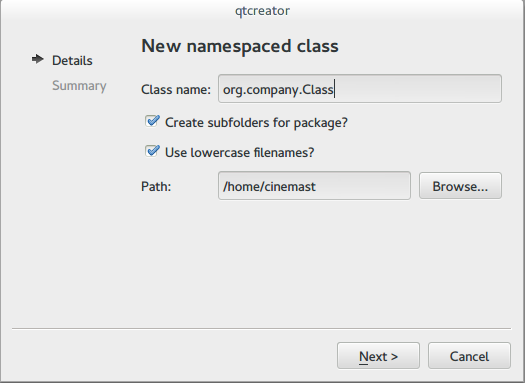 qtcreator
New namespaced class
Details
Summary
Class name: org.company.Class
Create subfolders for package?
Use lowercase filenames?
Path: /home/cinemast Browse...
Next > Cancel